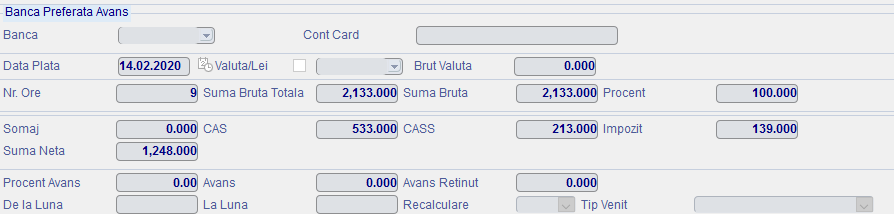 Banca Preferata Avans
Banca Cont Card
Data Plata 14.02.2020 Valuta/Lei Brut Valuta 0.000
Nr. Ore 9 Suma Bruta Totala 2,133.000 Suma Bruta 2,133.000 Procent 100.000
Somaj 0.000 CAS 533.000 CASS 213.000 Impozit 139.000
Suma Neta 1,248.000
Procent Avans 0.00 Avans 0.000 Avans Retinut 0.000
De la Luna La Luna Recalculare Tip Venit